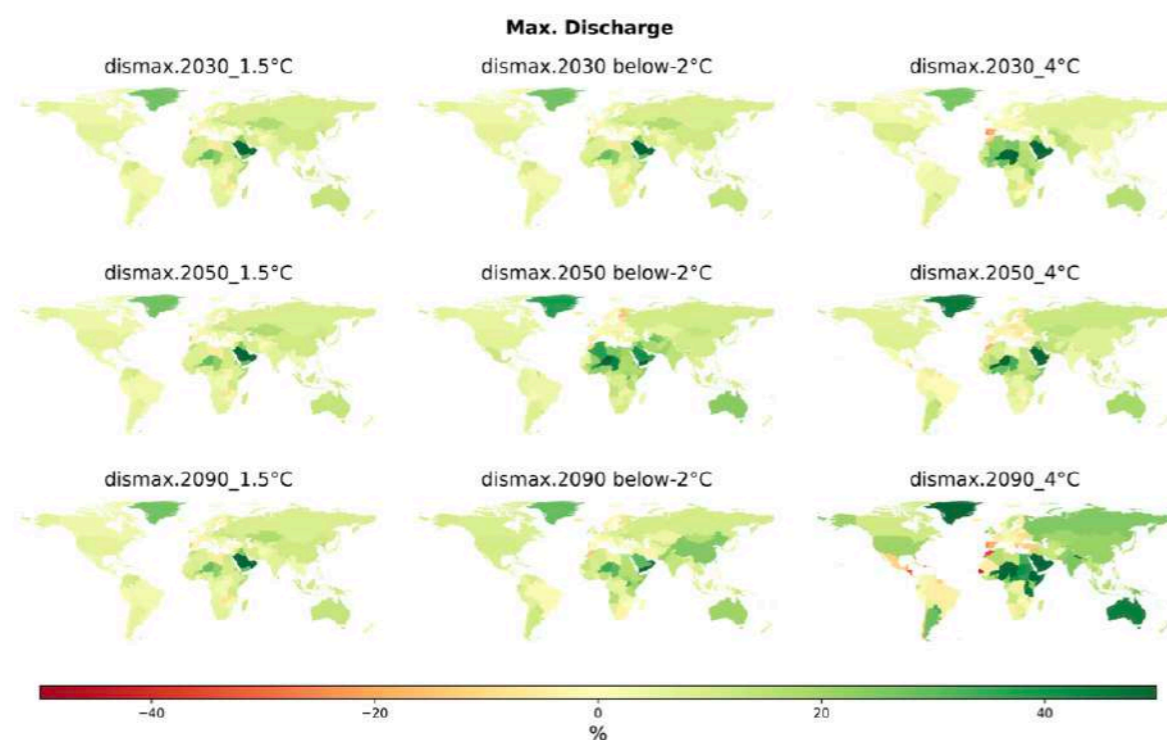 Max. Discharge
dismax.2030_1.5°C
dismax.2030 below-2°C
dismax.2030_4°C
dismax.2050_1.5°C
dismax.2050 below-2°C
dismax.2050_4°C
dismax.2090_1.5°C
dismax.2090 below-2°C
dismax.2090_4°C
−40 −20 0 20 40
%